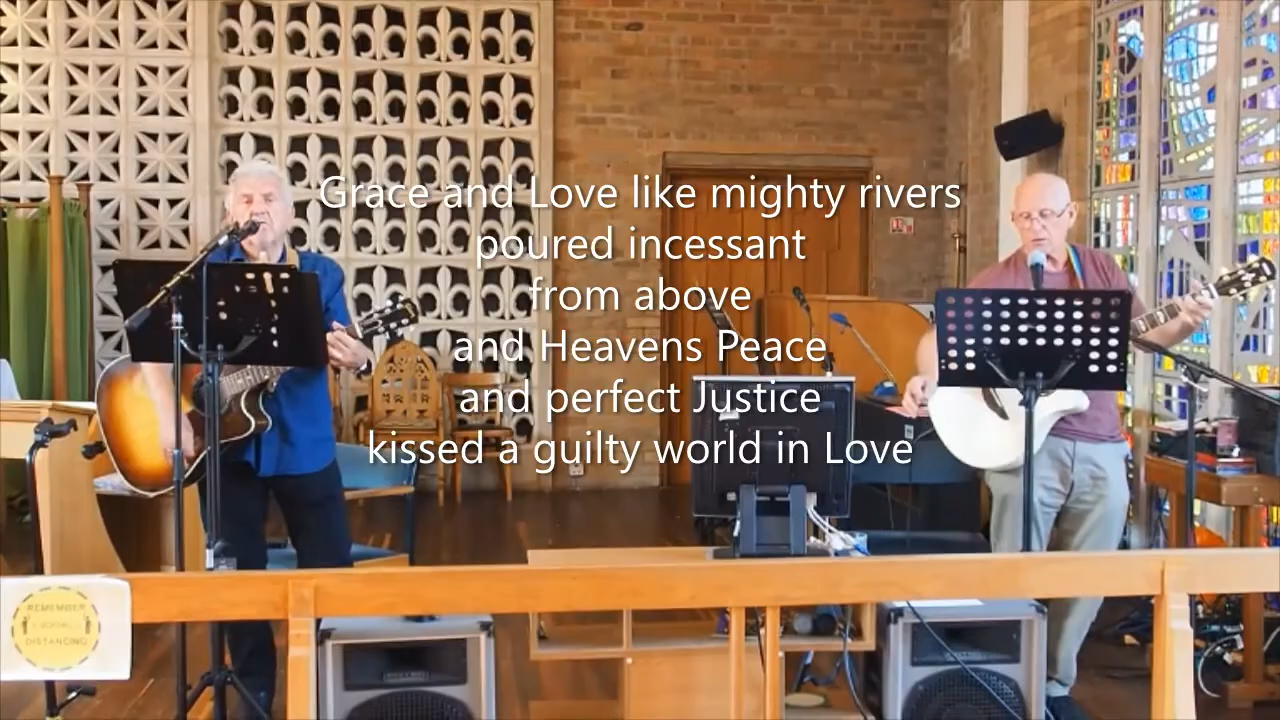 Grace and Love like mighty rivers
poured incessant
from above
and Heavens Peace
and perfect Justice
kissed a guilty world in Love
REMEMBER
SOCIAL
DISTANCING